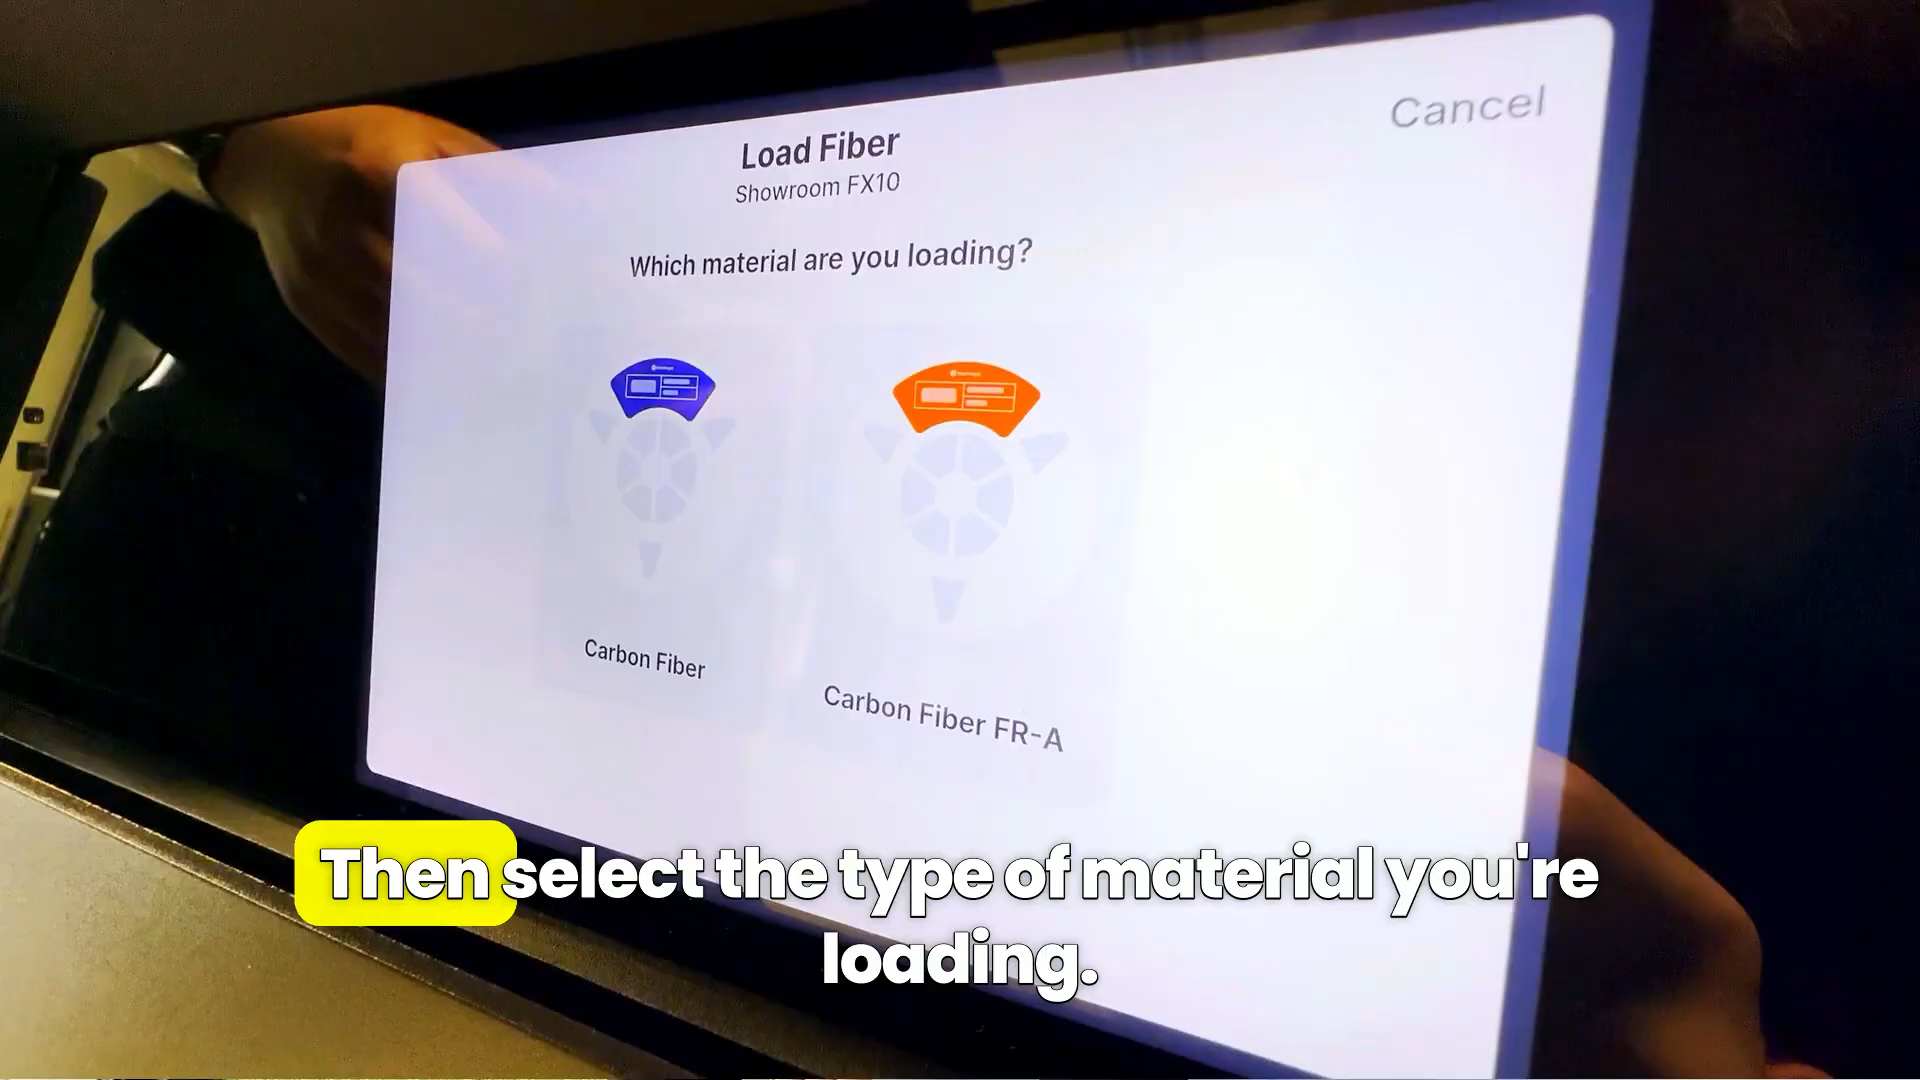 Cancel
Load Fiber
Showroom FX10
Which material are you loading?
Carbon Fiber
Carbon Fiber FR-A
Then select the type of material you're
loading.